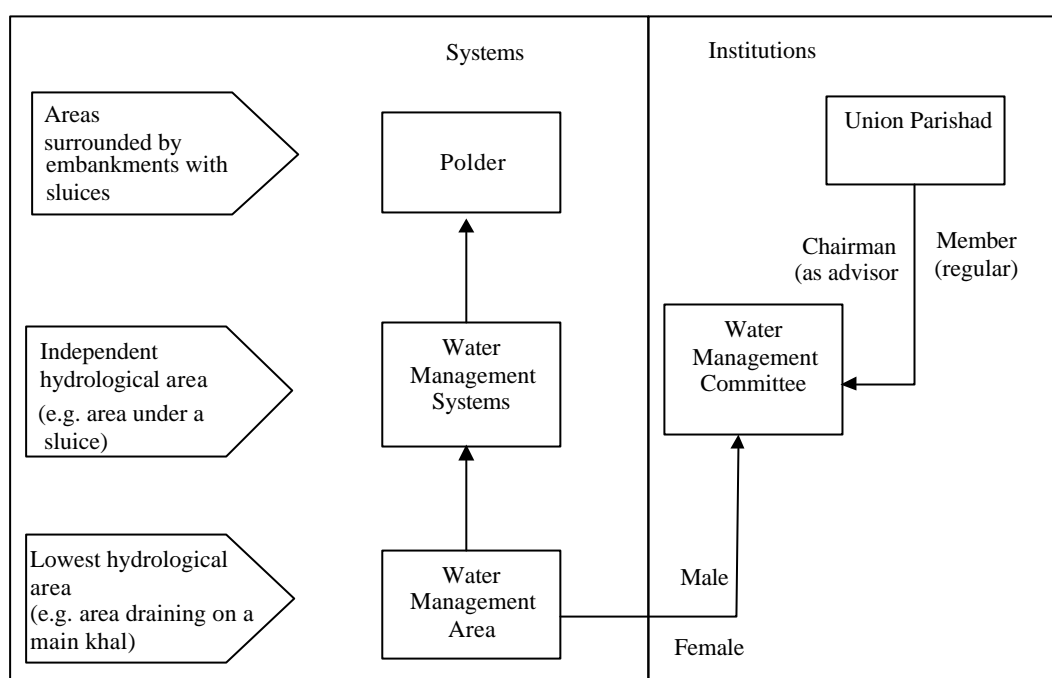 Systems
Institutions
Areas
surrounded by
embankments with
sluices
Polder
Union Parishad
Chairman
(as advisor
Member
(regular)
Independent
hydrological area
(e.g. area under a
sluice)
Water
Management
Systems
Water
Management
Committee
Lowest hydrological
area
(e.g. area draining on a
main khal)
Water
Management
Area
Male
Female